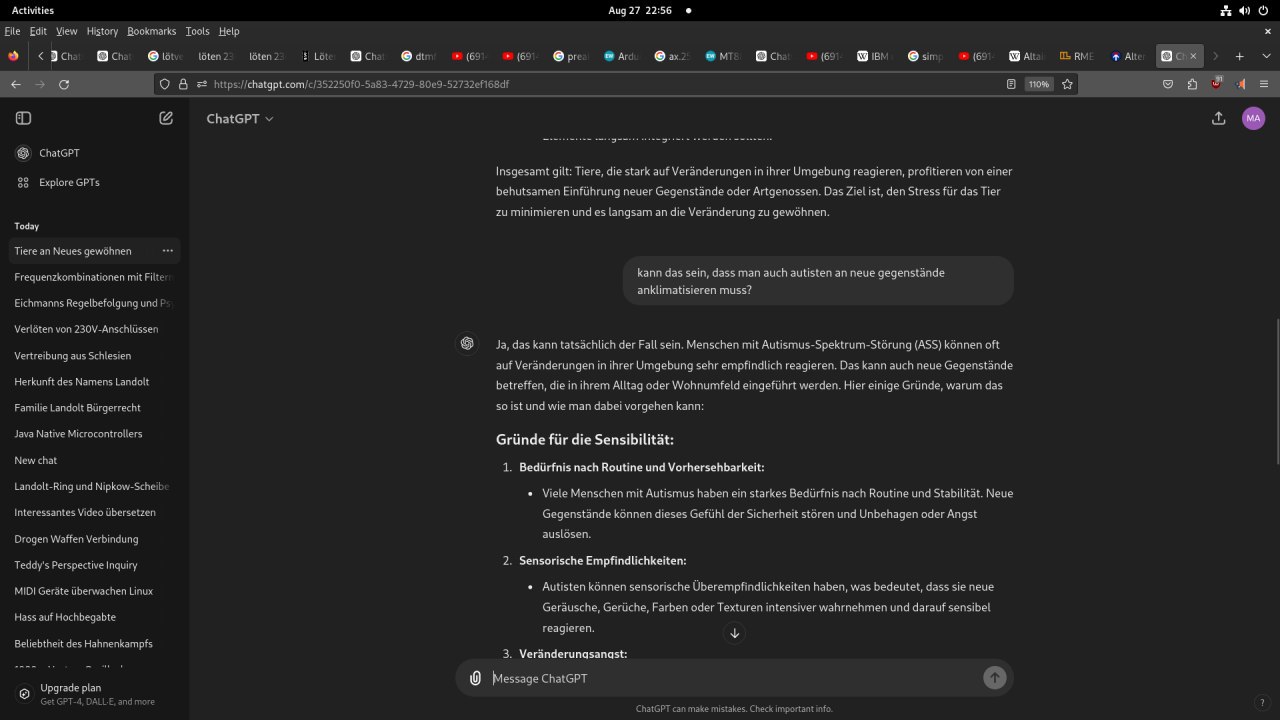 Activities
Aug 27 22:56
File Edit View History Bookmarks Tools Help
Chat
Chat
lötve
löten 23
löten 23
Löte
Chat
dtmf
(691
(691
preal
Ardu
ax.25
MT8
Chat
(691
IBM
simp
(691
Altai
RME
Alter
Ch
https://chatgpt.com/c/352250f0-5a83-4729-80e9-52732ef168df
110%
ChatGPT
MA
ChatGPT
Explore GPTs
Today
Tiere an Neues gewöhnen
Frequenzkombinationen mit Filtern
Eichmanns Regelbefolgung und Ps
Verlöten von 230V-Anschlüssen
Vertreibung aus Schlesien
Herkunft des Namens Landolt
Familie Landolt Bürgerrecht
Java Native Microcontrollers
New chat
Landolt-Ring und Nipkow-Scheibe
Interessantes Video übersetzen
Drogen Waffen Verbindung
Teddy's Perspective Inquiry
MIDI Geräte überwachen Linux
Hass auf Hochbegabte
Beliebtheit des Hahnenkampfs
Upgrade plan
Get GPT-4, DALL·E, and more
Elemente langsam integriert werden sollten.
Insgesamt gilt: Tiere, die stark auf Veränderungen in ihrer Umgebung reagieren, profitieren von einer
behutsamen Einführung neuer Gegenstände oder Artgenossen. Das Ziel ist, den Stress für das Tier
zu minimieren und es langsam an die Veränderung zu gewöhnen.
kann das sein, dass man auch autisten an neue gegenstände
anklimatisieren muss?
Ja, das kann tatsächlich der Fall sein. Menschen mit Autismus-Spektrum-Störung (ASS) können oft
auf Veränderungen in ihrer Umgebung sehr empfindlich reagieren. Das kann auch neue Gegenstände
betreffen, die in ihrem Alltag oder Wohnumfeld eingeführt werden. Hier einige Gründe, warum das
so ist und wie man dabei vorgehen kann:
Gründe für die Sensibilität:
1. Bedürfnis nach Routine und Vorhersehbarkeit:
• Viele Menschen mit Autismus haben ein starkes Bedürfnis nach Routine und Stabilität. Neue
Gegenstände können dieses Gefühl der Sicherheit stören und Unbehagen oder Angst
auslösen.
2. Sensorische Empfindlichkeiten:
• Autisten können sensorische Überempfindlichkeiten haben, was bedeutet, dass sie neue
Geräusche, Gerüche, Farben oder Texturen intensiver wahrnehmen und darauf sensibel
reagieren.
3. Veränderungsangst:
Message ChatGPT
ChatGPT can make mistakes. Check important info.
?